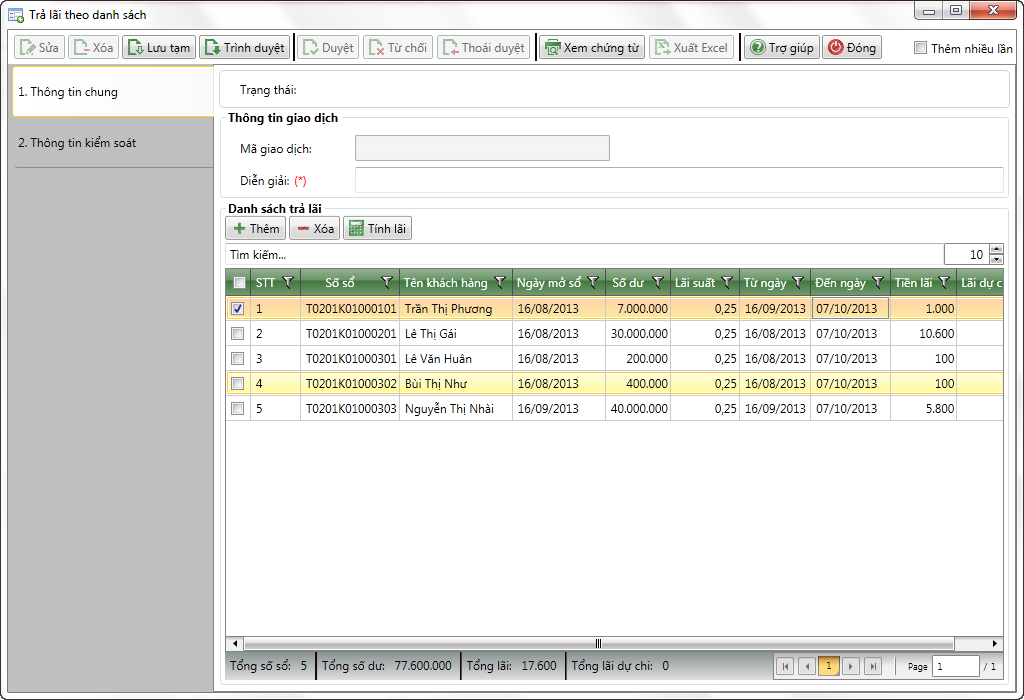 Trả lãi theo danh sách
Sửa Xóa Lưu tạm Trình duyệt Duyệt Từ chối Thoái duyệt Xem chứng từ Xuất Excel Trợ giúp Đóng Thêm nhiều lần
1. Thông tin chung
2. Thông tin kiểm soát
Trạng thái:
Thông tin giao dịch
Mã giao dịch:
Diễn giải: (*)
Danh sách trả lãi
Thêm Xóa Tính lãi
Tìm kiếm... 10
STT Số sổ Tên khách hàng Ngày mở sổ Số dư Lãi suất Từ ngày Đến ngày Tiền lãi Lãi dự c
1 T0201K01000101 Trần Thị Phương 16/08/2013 7.000.000 0,25 16/09/2013 07/10/2013 1.000
2 T0201K01000201 Lê Thị Gái 16/08/2013 30.000.000 0,25 16/09/2013 07/10/2013 10.600
3 T0201K01000301 Lê Văn Huân 16/08/2013 200.000 0,25 16/09/2013 07/10/2013 100
4 T0201K01000302 Bùi Thị Như 16/08/2013 400.000 0,25 16/09/2013 07/10/2013 100
5 T0201K01000303 Nguyễn Thị Nhài 16/09/2013 40.000.000 0,25 16/09/2013 07/10/2013 5.800
Tổng số sổ: 5 Tổng số dư: 77.600.000 Tổng lãi: 17.600 Tổng lãi dự chi: 0 1 Page 1 / 1